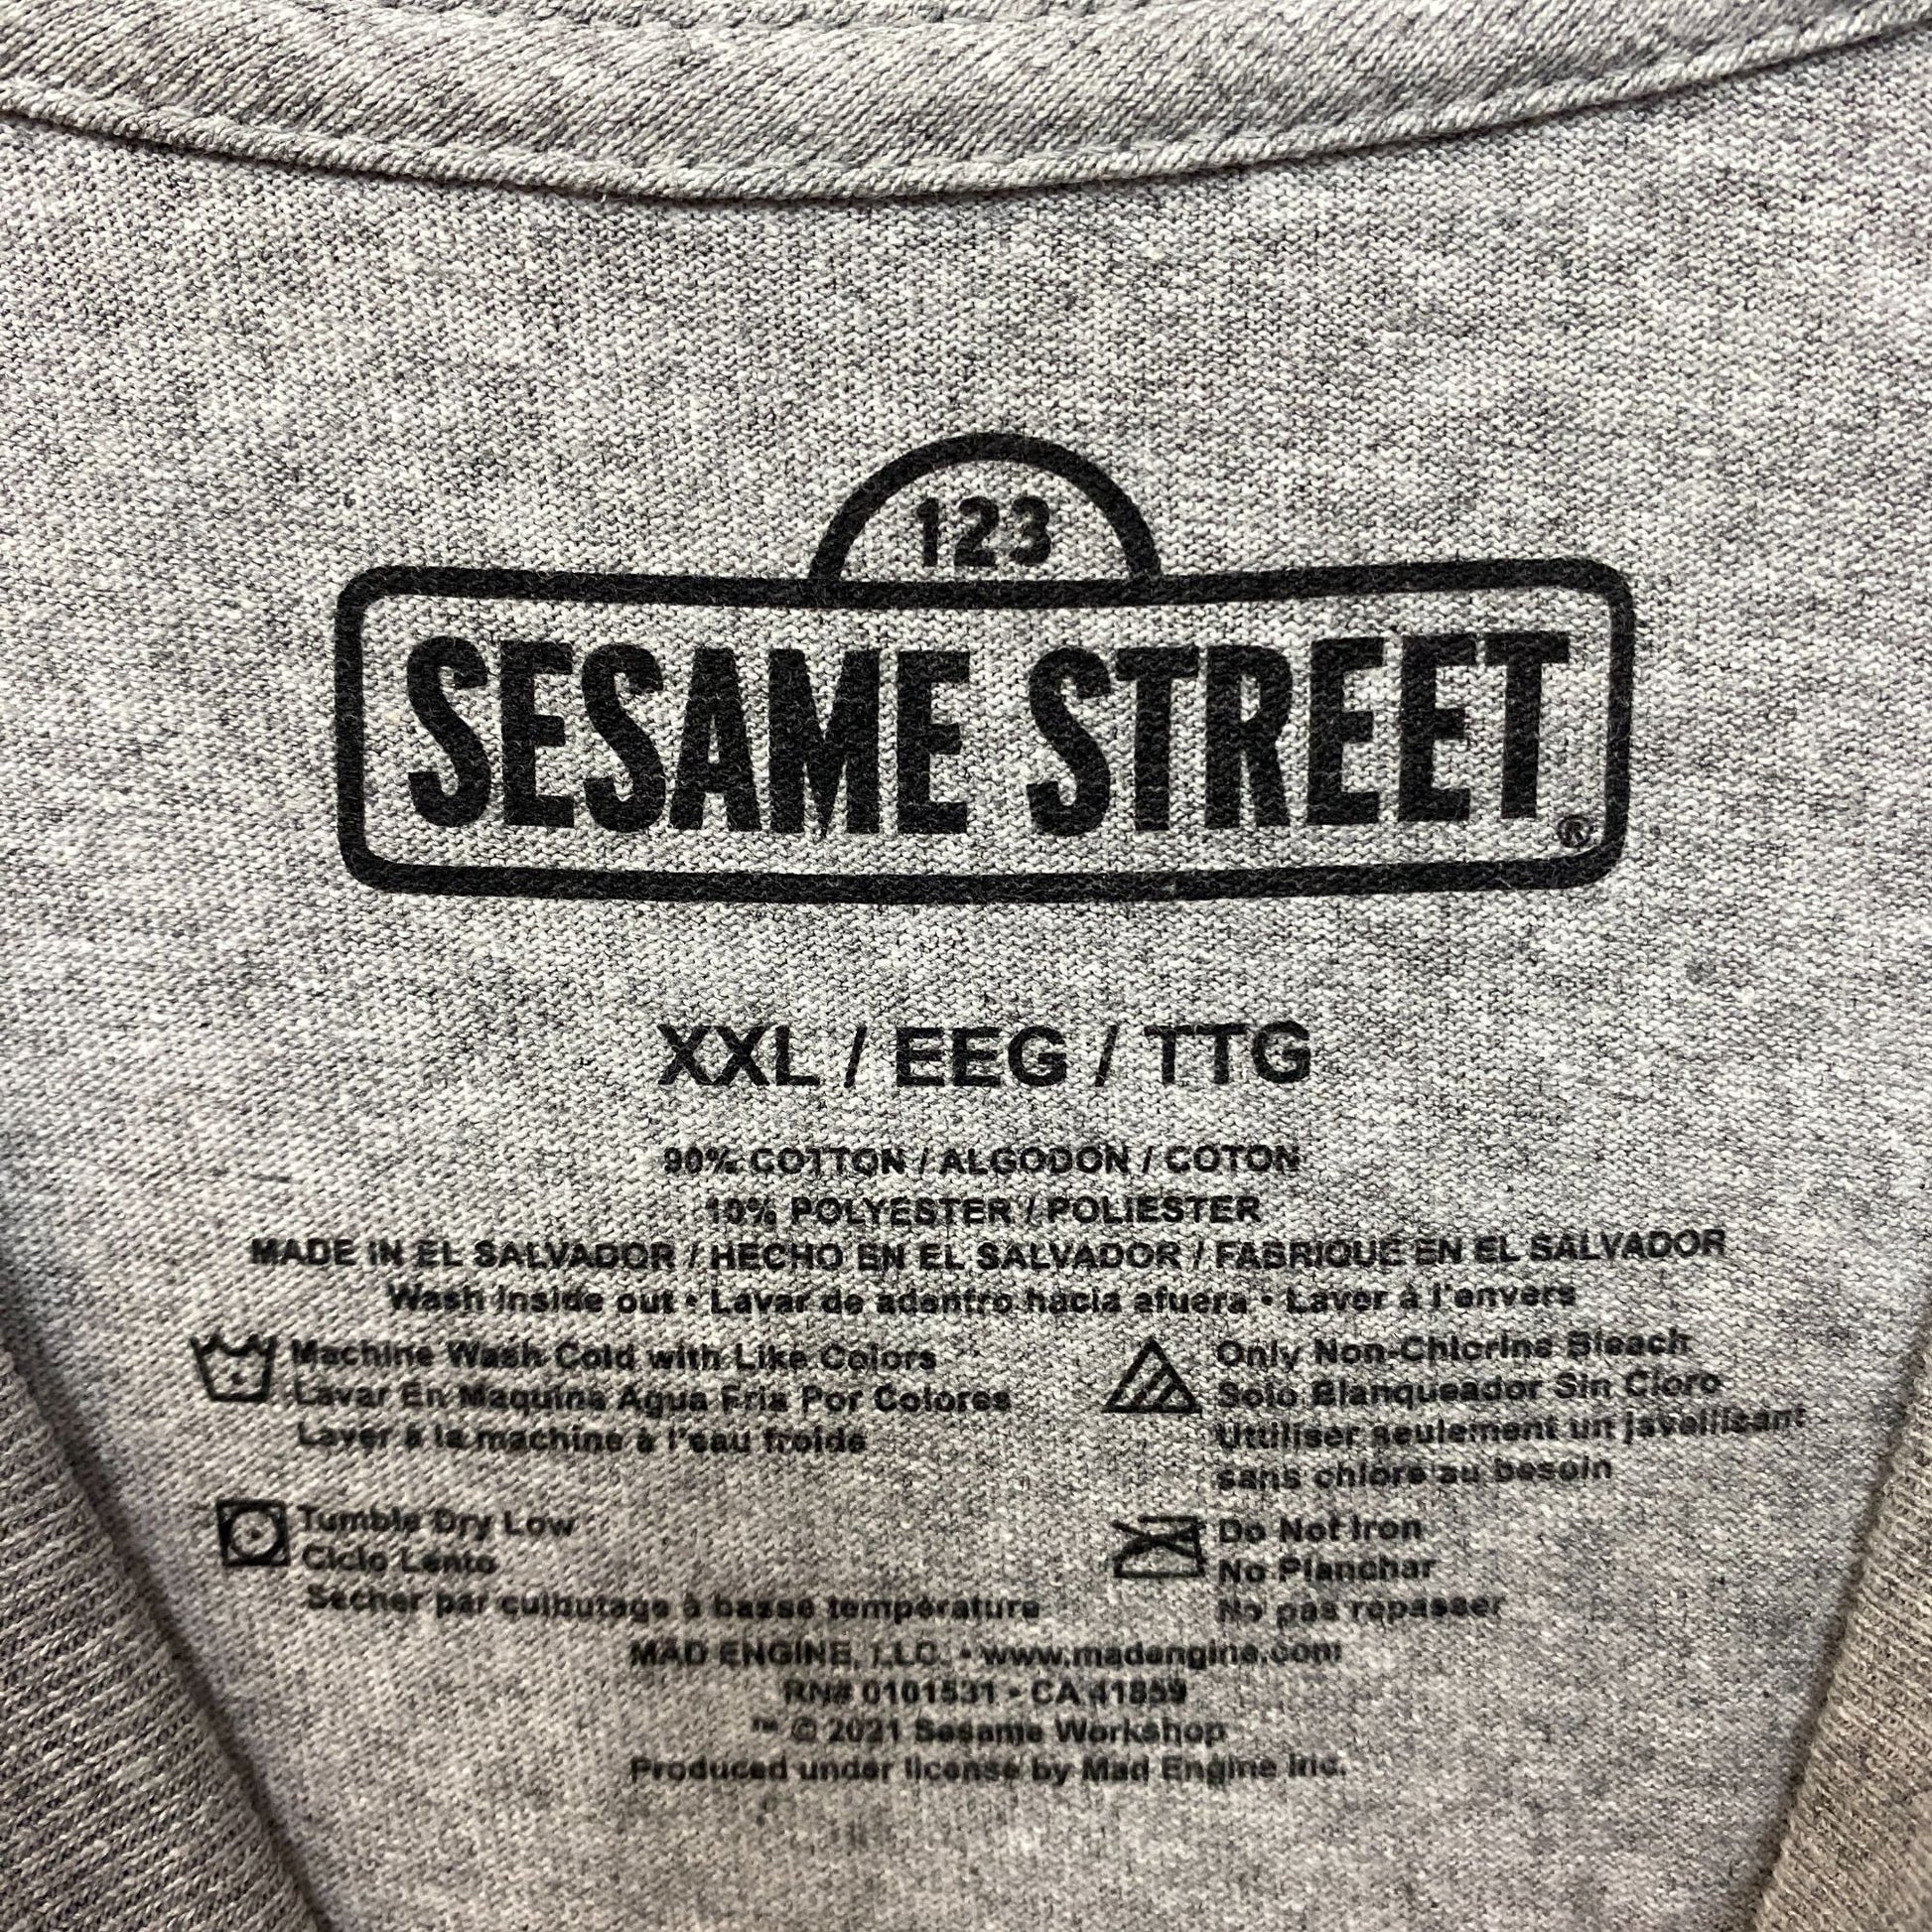 123
SESAME STREET®
XXL / EEG / TTG
90% COTTON / ALGODON / COTON
10% POLYESTER / POLIESTER
MADE IN EL SALVADOR / HECHO EN EL SALVADOR / FABRIQUE EN EL SALVADOR
Wash inside out • Lavar de adentro hacia afuera • Laver à l'envers
Machine Wash Cold with Like Colors
Lavar En Maquina Agua Fria Por Colores
Laver à la machine à l'eau froide
Only Non-Chlorine Bleach
Solo Blanqueador Sin Cloro
Uttiliser seulement un javellisant
sans chlore au besoin
Tumble Dry Low
Ciclo Lento
Sécher par culbutage à basse température
Do Not Iron
No Planchar
No pas repasser
MAD ENGINE, LLC. • www.madengine.com
RN# 0101531 • CA 41859
™ © 2021 Sesame Workshop
Produced under license by Mad Engine Inc.